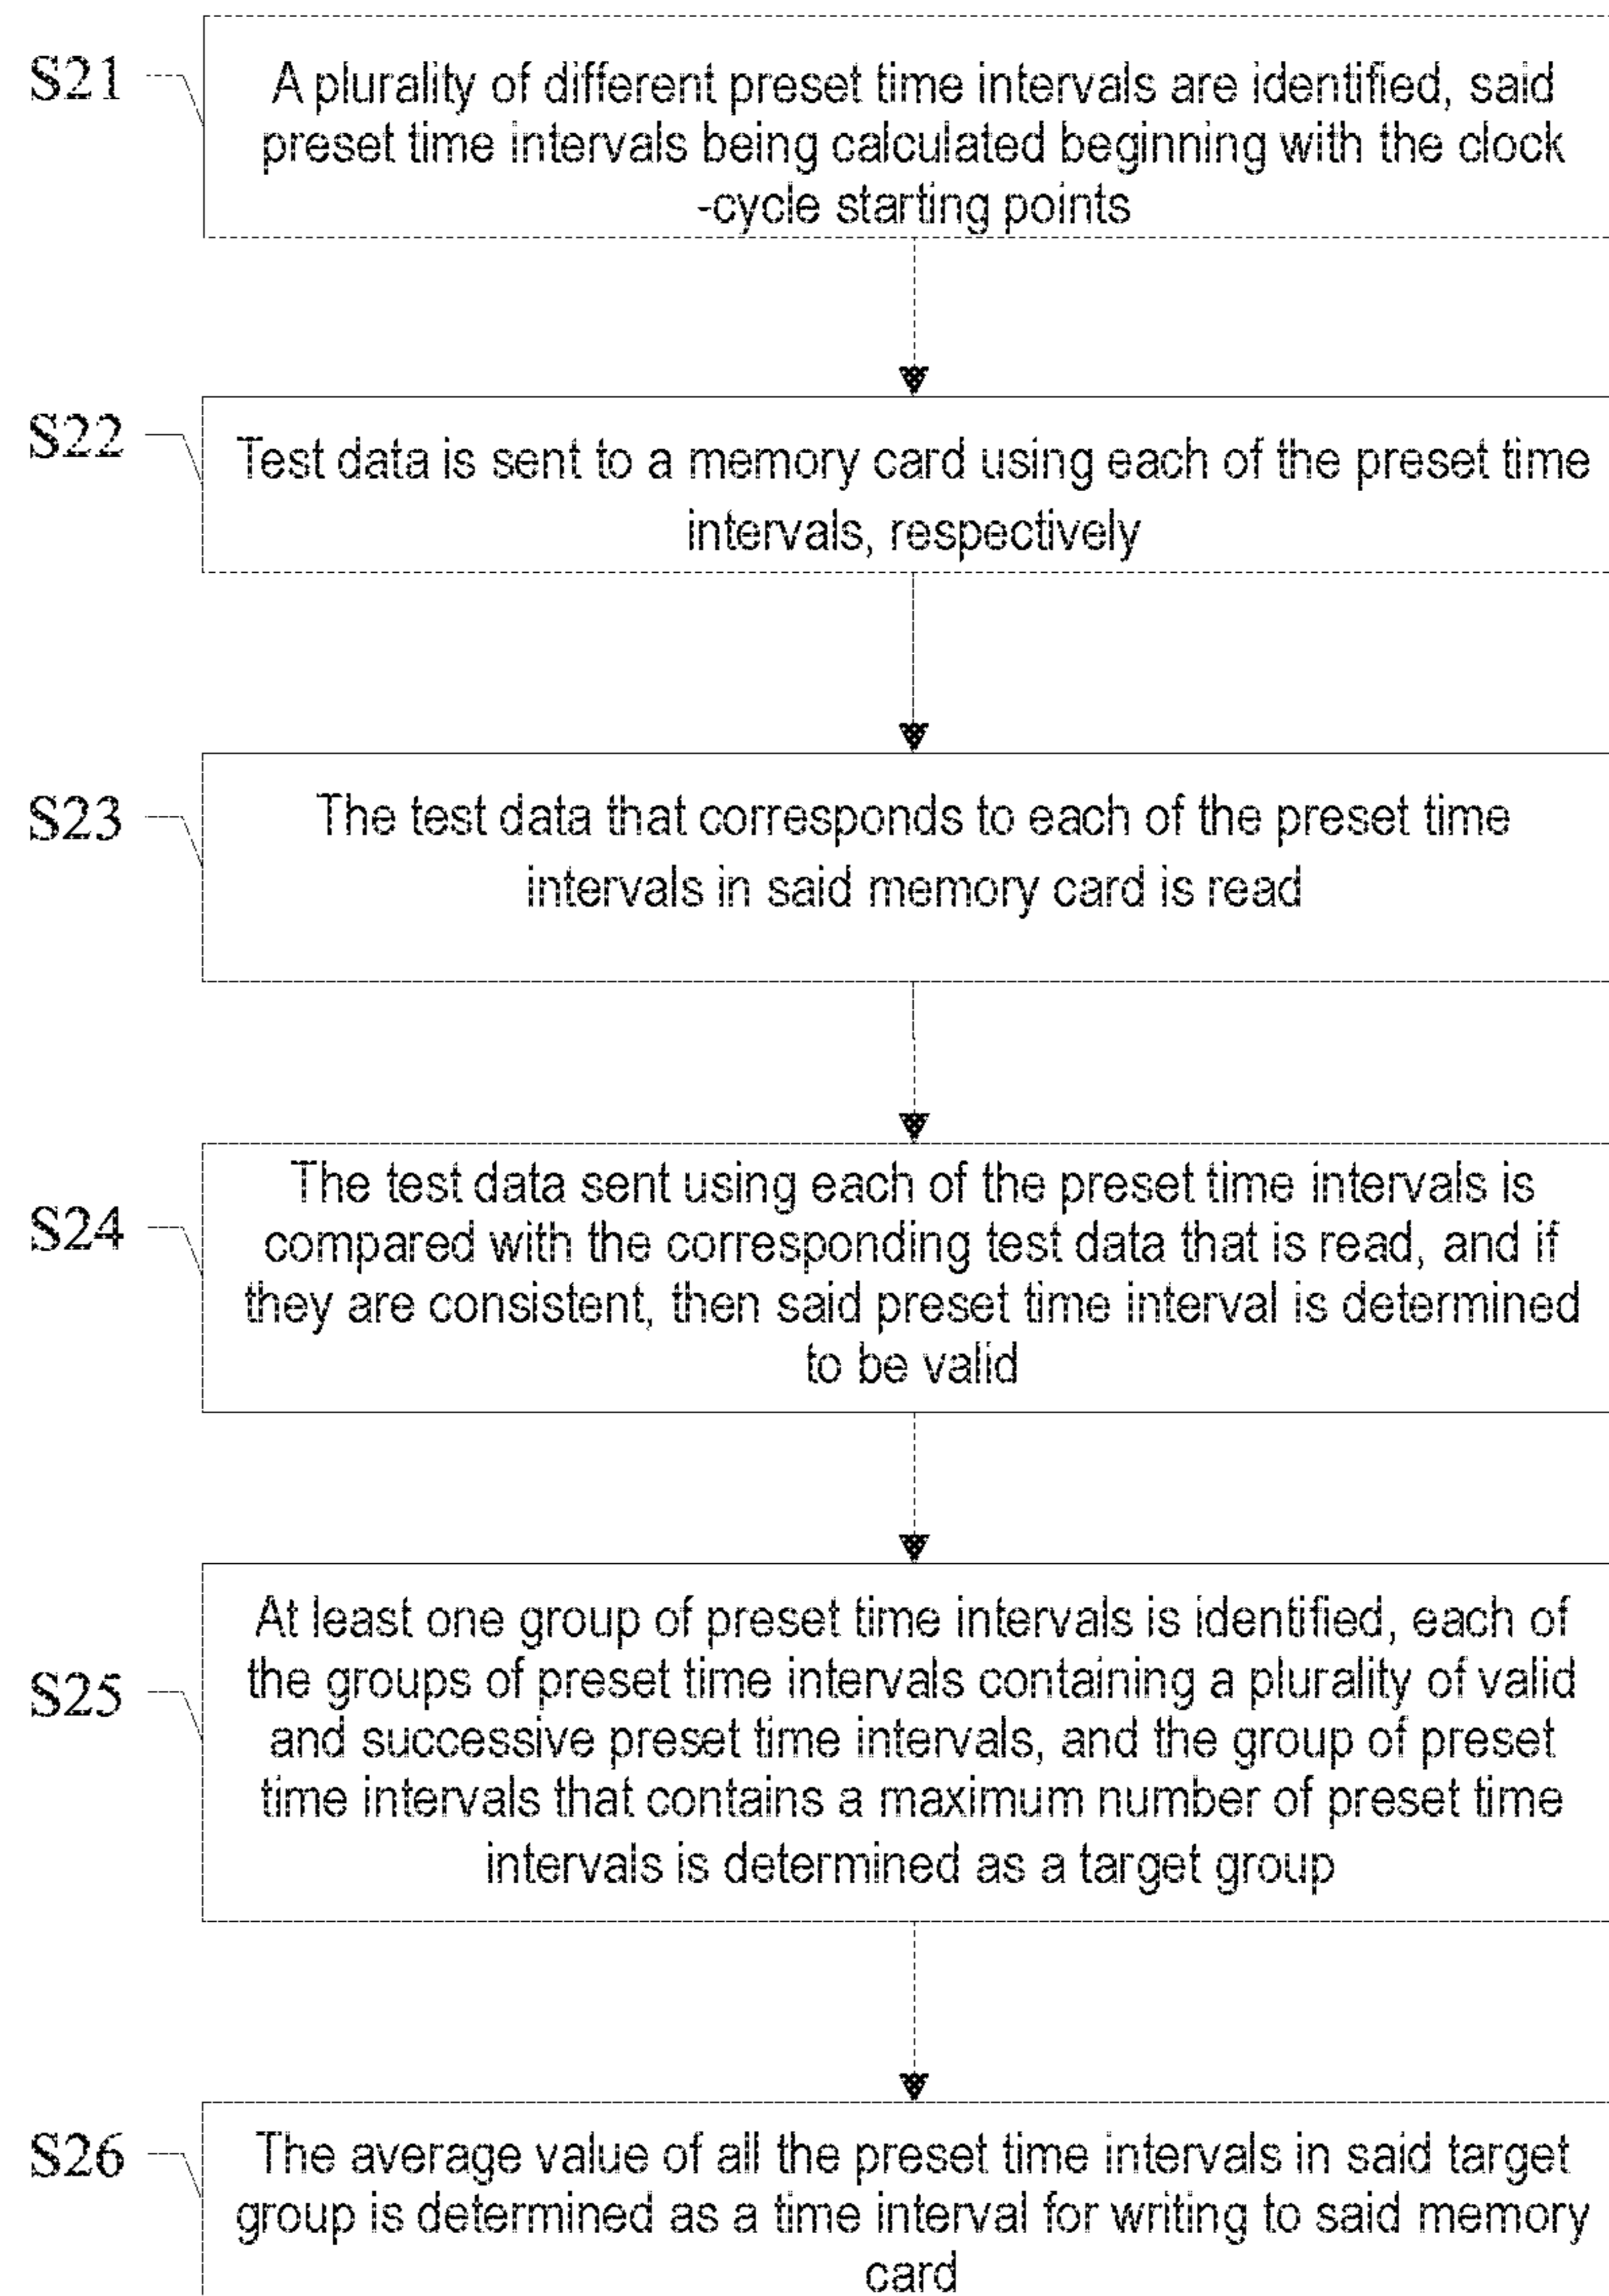 S21
A plurality of different preset time intervals are identified, said
preset time intervals being calculated beginning with the clock
-cycle starting points
S22
Test data is sent to a memory card using each of the preset time
intervals, respectively
S23
The test data that corresponds to each of the preset time
intervals in said memory card is read
S24
The test data sent using each of the preset time intervals is
compared with the corresponding test data that is read, and if
they are consistent, then said preset time interval is determined
to be valid
S25
At least one group of preset time intervals is identified, each of
the groups of preset time intervals containing a plurality of valid
and successive preset time intervals, and the group of preset
time intervals that contains a maximum number of preset time
intervals is determined as a target group
S26
The average value of all the preset time intervals in said target
group is determined as a time interval for writing to said memory
card